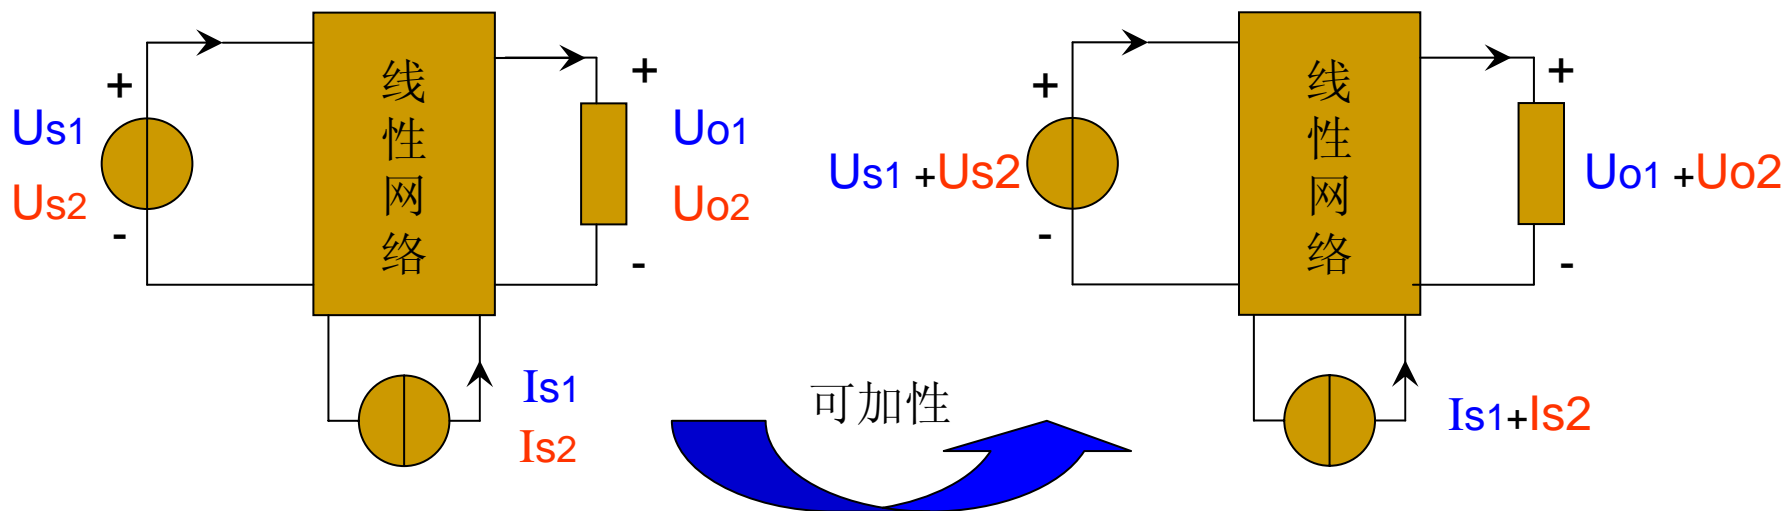 +
Us1
Us2
-
线性网络
+
Uo1
Uo2
-
Is1
Is2
可加性
+
Us1 +Us2
-
线性网络
+
Uo1 +Uo2
-
Is1+Is2